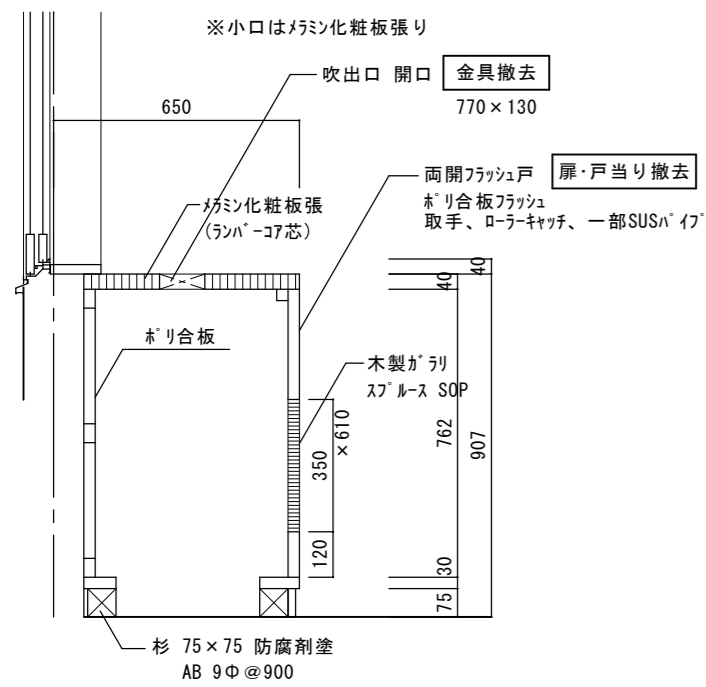 ※小口はﾒﾗﾐﾝ化粧板張り
吹出口 開口 金具撤去
770×130
650
両開ﾌﾗｯｼｭ戸 扉・戸当り撤去
ﾎﾟﾘ合板ﾌﾗｯｼｭ
取手、ﾛｰﾗｰｷｬｯﾁ、一部SUSﾊﾟｲﾌﾟ
ﾒﾗﾐﾝ化粧板張
(ﾗﾝﾊﾞｰｺｱ芯)
40
40
ﾎﾟﾘ合板
木製ｶﾞﾗﾘ
ｽﾌﾟﾙｰｽ SOP
350
×610
762
907
120
30
75
杉 75×75 防腐剤塗
AB 9Φ@900